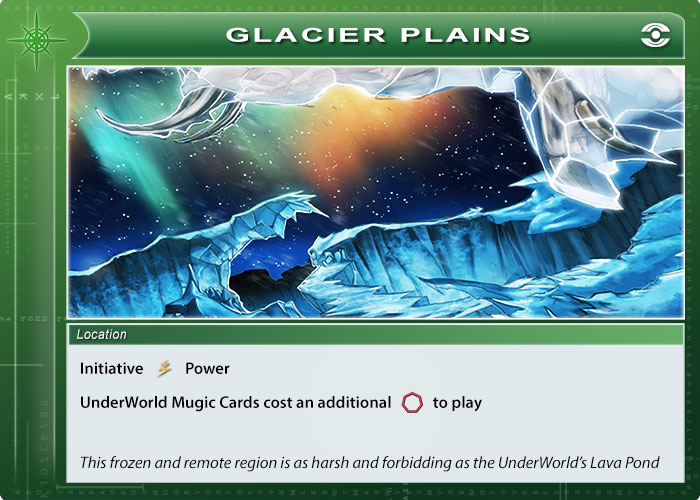 GLACIER PLAINS
Location
Initiative Power
UnderWorld Mugic Cards cost an additional to play
This frozen and remote region is as harsh and forbidding as the UnderWorld's Lava Pond